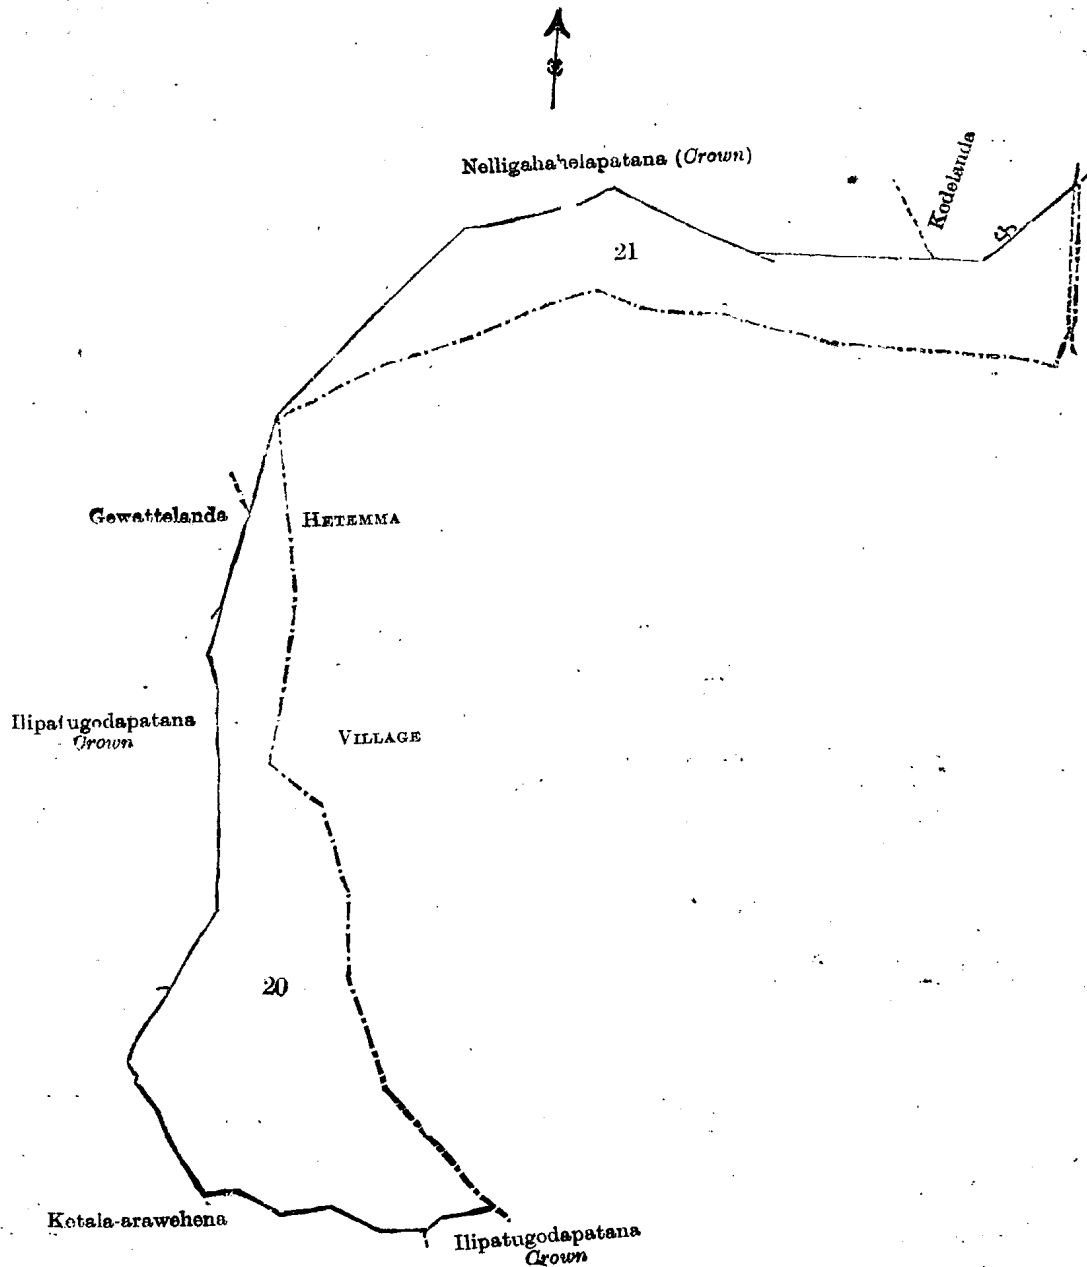 Nelligahahelapatana (Crown)
Kodelanda
21
Gewattelanda
HETEMMA
Ilipatugodapatana
Crown
VILLAGE
20
Ketala-arawehena
Ilipatugodapatana
Crown